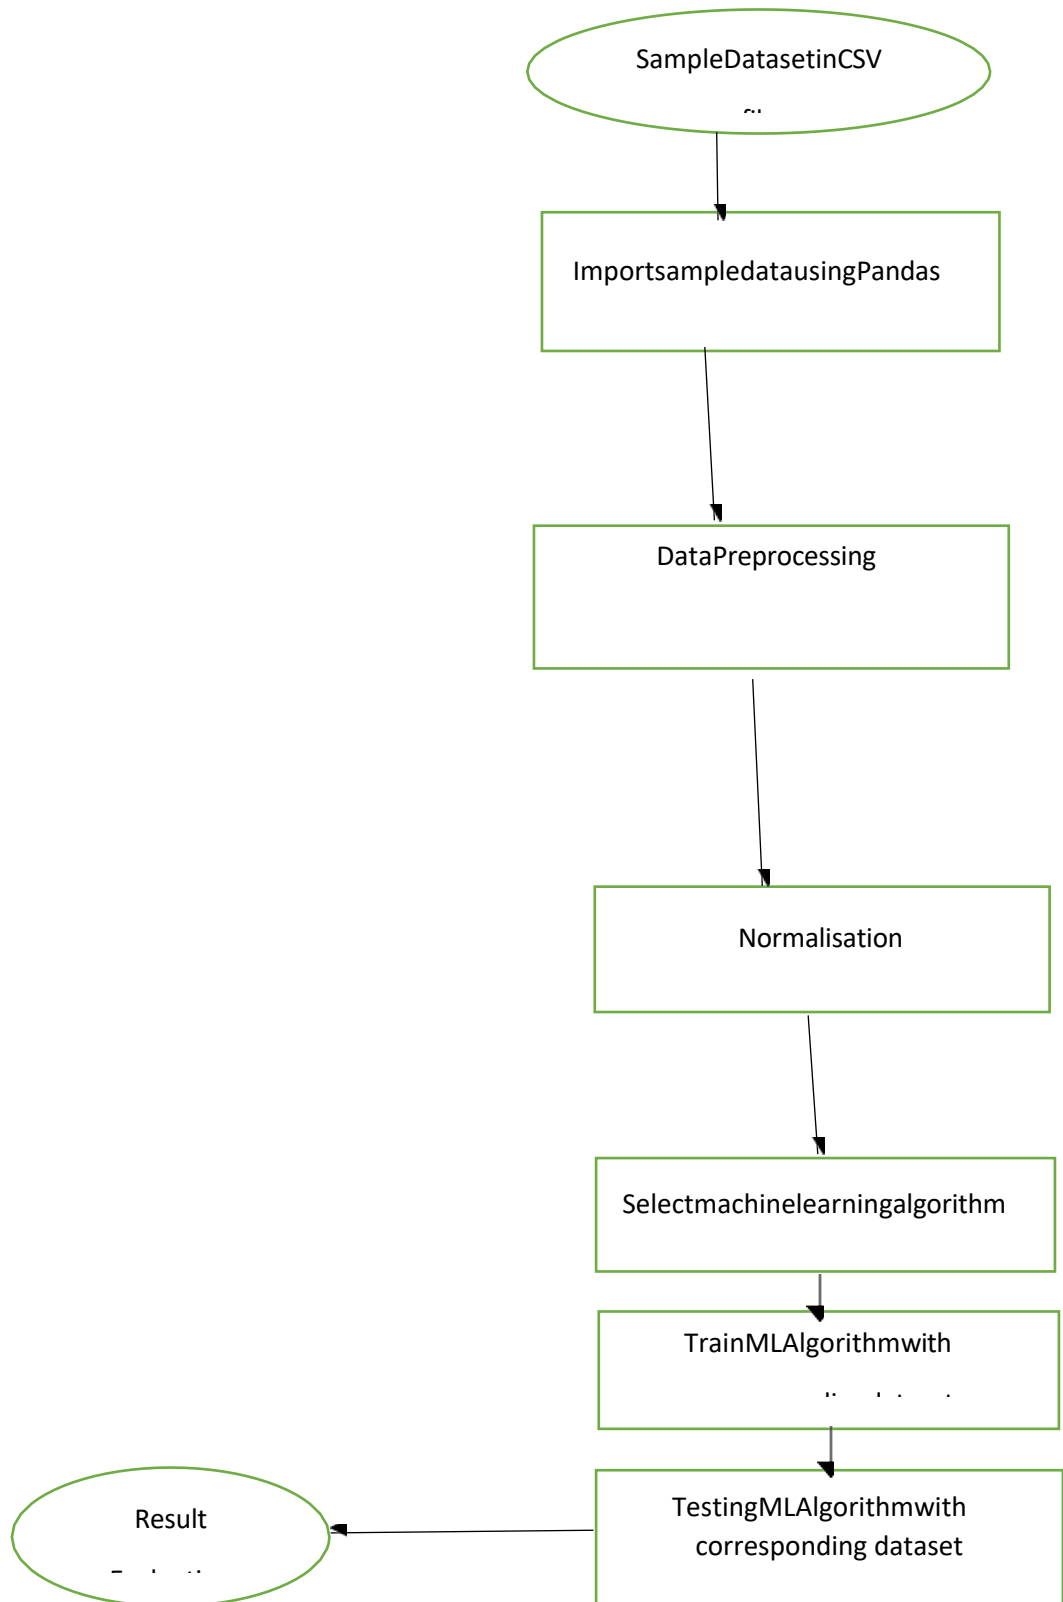 SampleDatasetinCSV
ImportsampledatausingPandas
DataPreprocessing
Normalisation
Selectmachinelearningalgorithm
TrainMLAlgorithmwith
TestingMLAlgorithmwith
corresponding dataset
Result